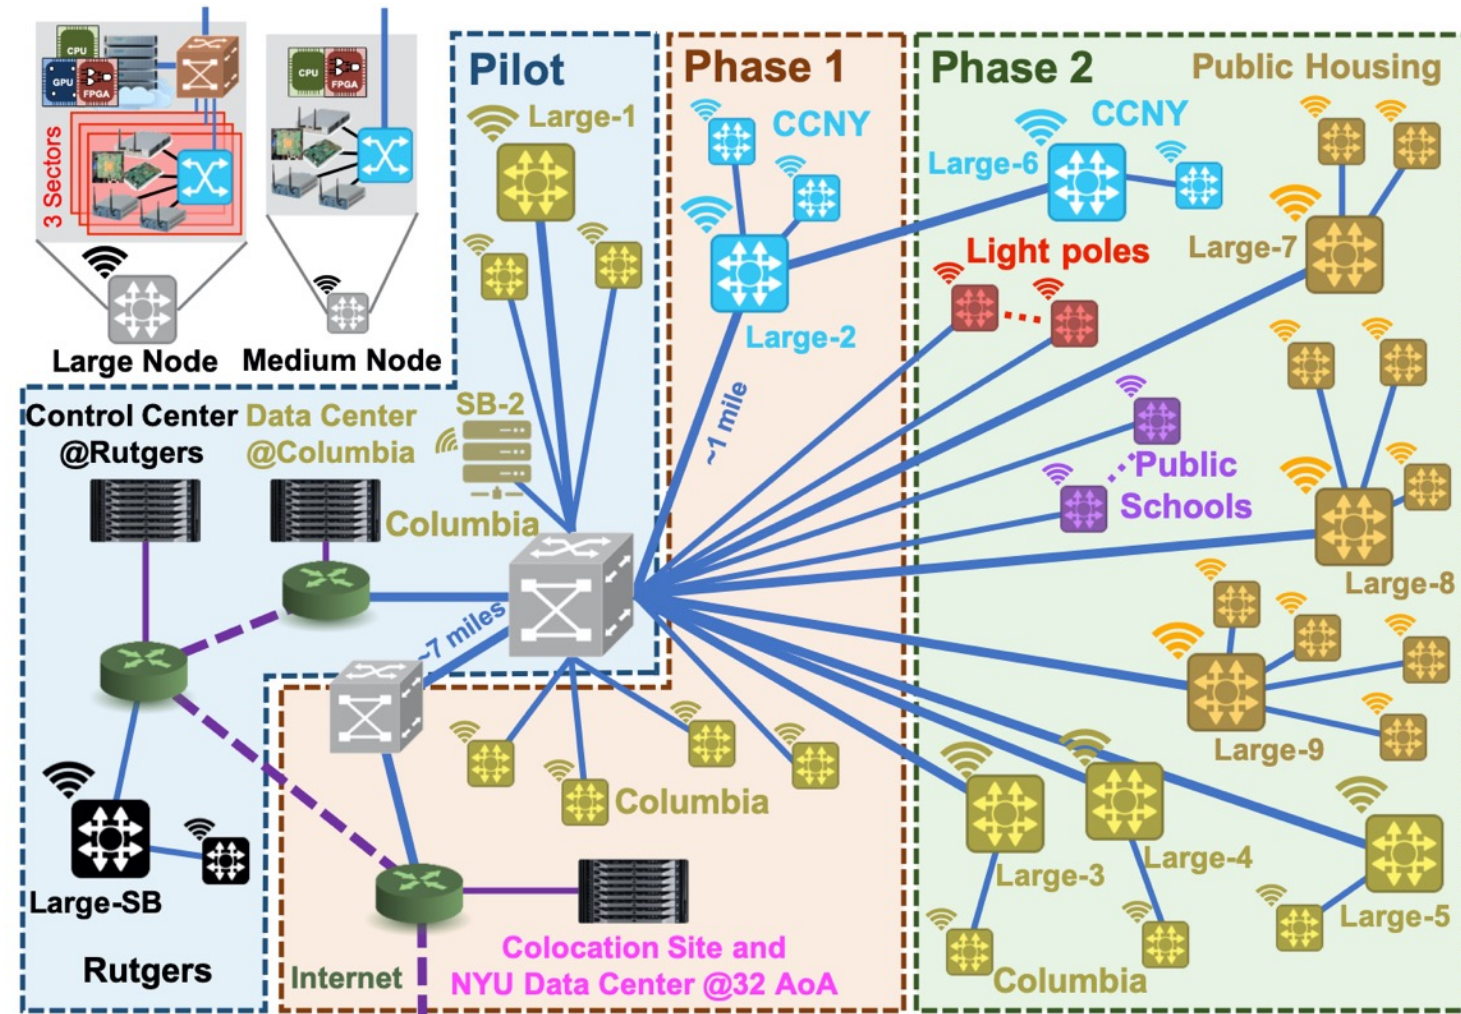 CPU
GPU
FPGA
3 Sectors
Large Node
CPU
FPGA
Medium Node
Pilot
Large-1
SB-2
Columbia
Control Center
@Rutgers
Data Center
@Columbia
~7 miles
Large-SB
Rutgers
Phase 1
CCNY
Large-2
~1 mile
Columbia
Internet
Colocation Site and
NYU Data Center @32 AoA
Phase 2
Public Housing
CCNY
Large-6
Large-7
Light poles
Public
Schools
Large-8
Large-9
Large-3
Large-4
Large-5
Columbia